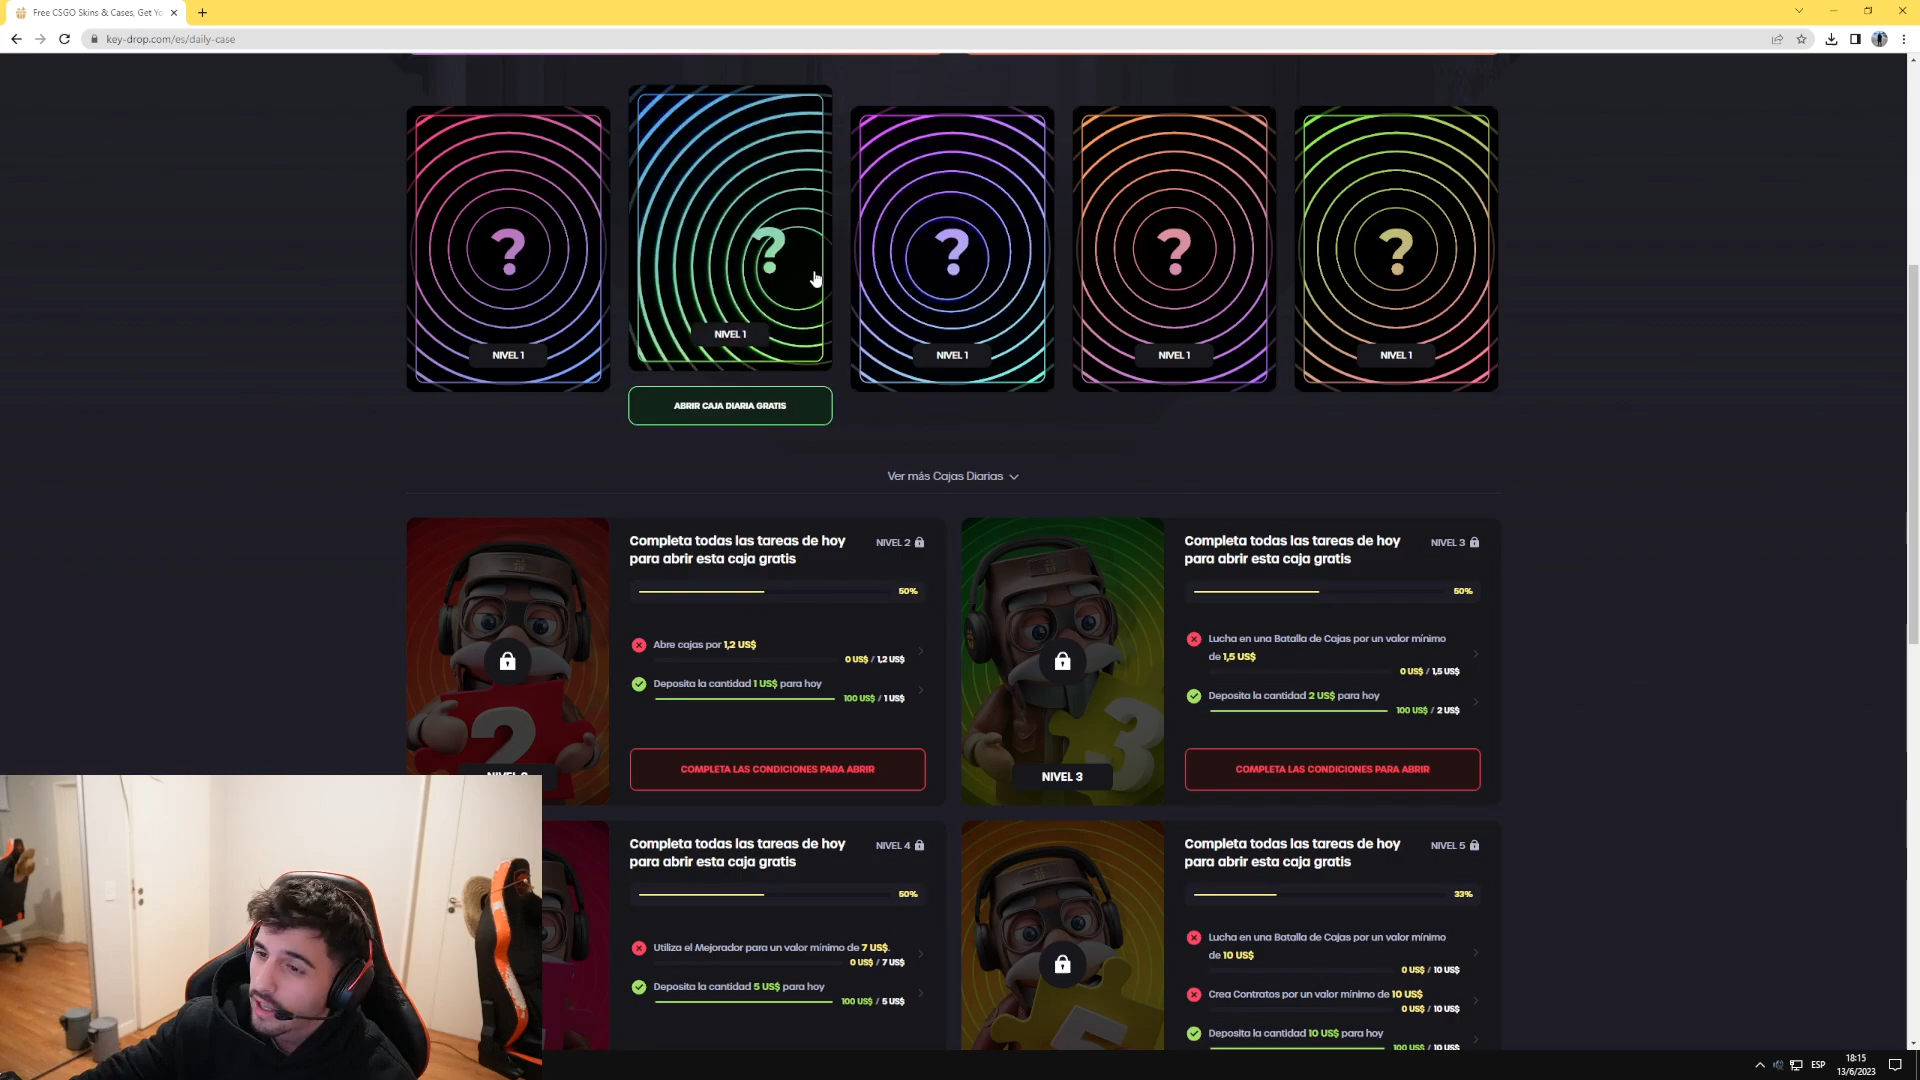 Free CSGO Skins & Cases, Get Yo
key-drop.com/es/daily-case
?
?
?
?
?
NIVEL 1
NIVEL 1
NIVEL 1
NIVEL 1
NIVEL 1
ABRIR CAJA DIARIA GRATIS
Ver más Cajas Diarias
Completa todas las tareas de hoy
para abrir esta caja gratis
NIVEL 2
50%
Abre cajas por 1,2 US$
0 US$ / 1,2 US$
Deposita la cantidad 1 US$ para hoy
100 US$ / 1 US$
COMPLETA LAS CONDICIONES PARA ABRIR
2
Completa todas las tareas de hoy
para abrir esta caja gratis
NIVEL 3
50%
Lucha en una Batalla de Cajas por un valor mínimo
de 1,5 US$
0 US$ / 1,5 US$
Deposita la cantidad 2 US$ para hoy
100 US$ / 2 US$
COMPLETA LAS CONDICIONES PARA ABRIR
3
NIVEL 3
Completa todas las tareas de hoy
para abrir esta caja gratis
NIVEL 4
50%
Utiliza el Mejorador para un valor mínimo de 7 US$.
0 US$ / 7 US$
Deposita la cantidad 5 US$ para hoy
100 US$ / 5 US$
Completa todas las tareas de hoy
para abrir esta caja gratis
NIVEL 5
33%
Lucha en una Batalla de Cajas por un valor mínimo
de 10 US$
0 US$ / 10 US$
Crea Contratos por un valor mínimo de 10 US$
0 US$ / 10 US$
Deposita la cantidad 10 US$ para hoy
100 US$ / 10 US$
ESP
18:15
13/6/2023